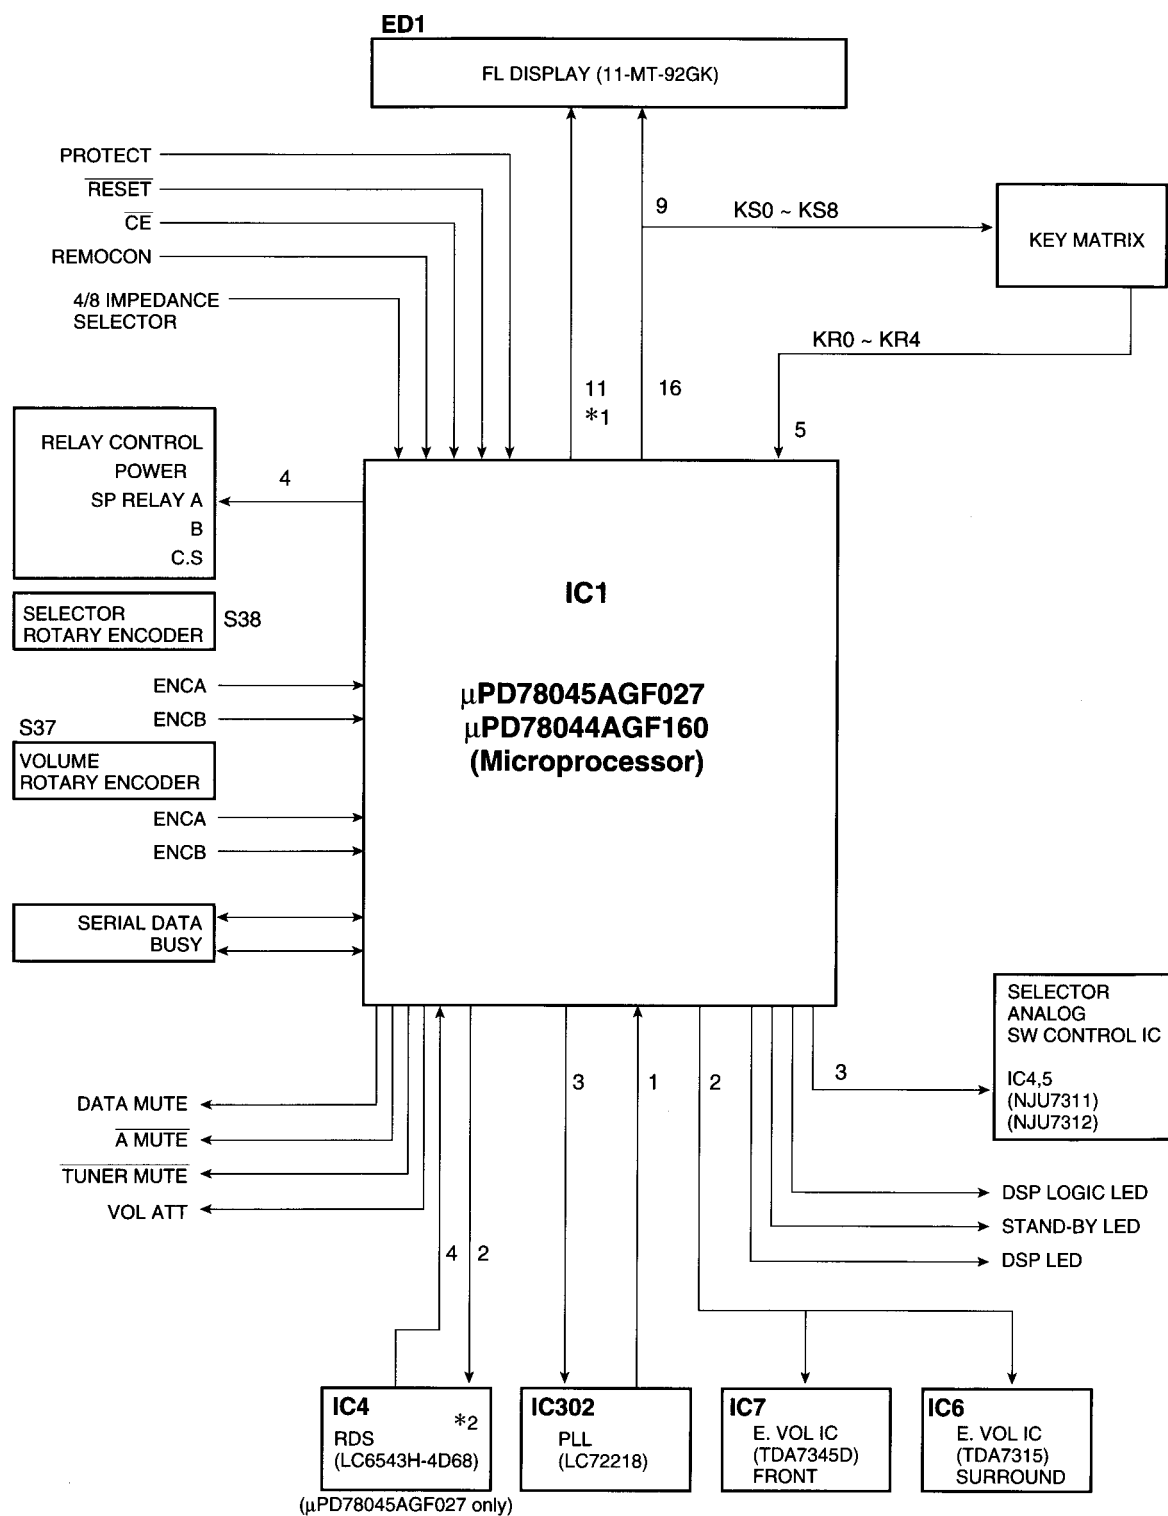 ED1
FL DISPLAY (11-MT-92GK)
PROTECT
RESET
CE
REMOCON
4/8 IMPEDANCE
SELECTOR
9
KS0 ~ KS8
KEY MATRIX
KR0 ~ KR4
11
*1
16
5
RELAY CONTROL
POWER
SP RELAY A
B
C.S
4
SELECTOR
ROTARY ENCODER
S38
ENCA
ENCB
S37
VOLUME
ROTARY ENCODER
ENCA
ENCB
SERIAL DATA
BUSY
IC1
μPD78045AGF027
μPD78044AGF160
(Microprocessor)
SELECTOR
ANALOG
SW CONTROL IC
IC4,5
(NJU7311)
(NJU7312)
3
1
2
3
DATA MUTE
A MUTE
TUNER MUTE
VOL ATT
4
2
DSP LOGIC LED
STAND-BY LED
DSP LED
IC4
*2
RDS
(LC6543H-4D68)
(μPD78045AGF027 only)
IC302
PLL
(LC72218)
IC7
E. VOL IC
(TDA7345D)
FRONT
IC6
E. VOL IC
(TDA7315)
SURROUND